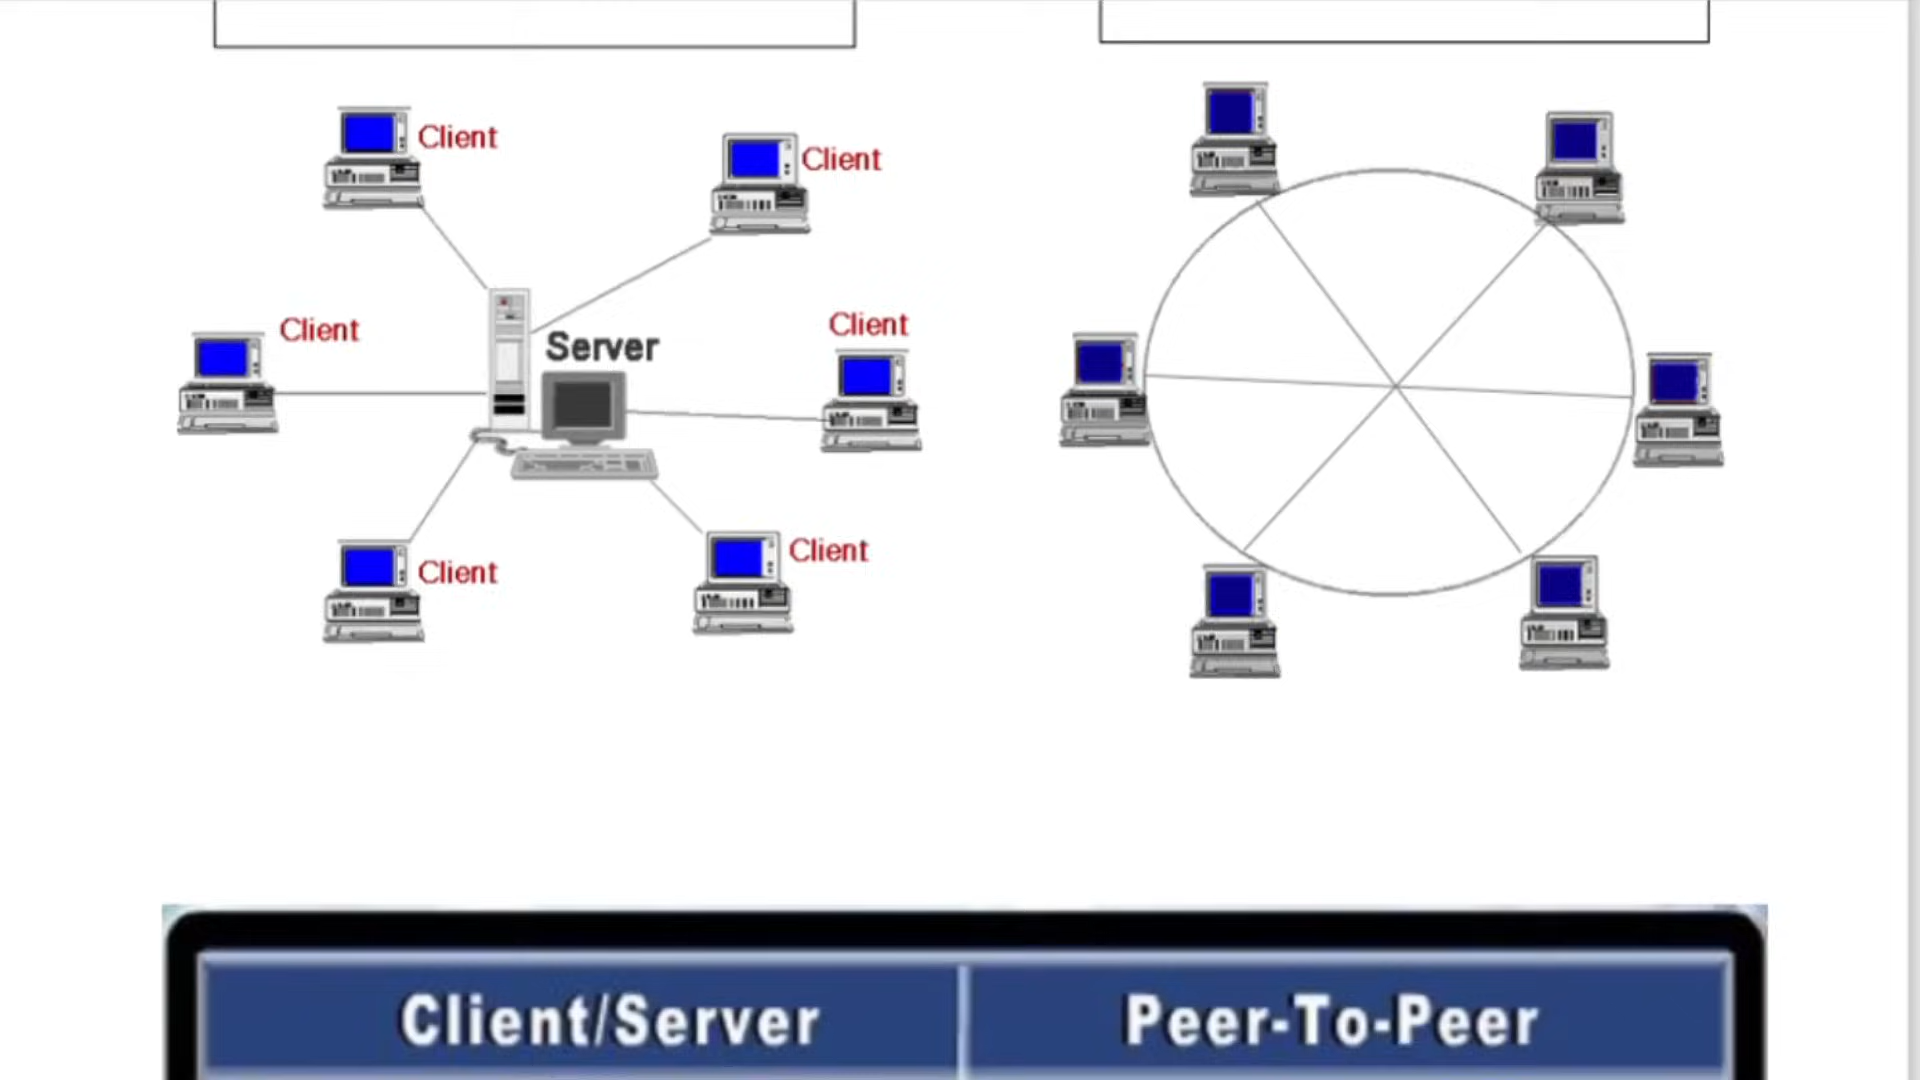 Client
Client
Client
Client
Server
Client
Client
Client/Server
Peer-To-Peer